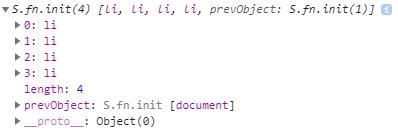 ▼ S.fn.init(4) [li, li, li, li, prevObject: S.fn.init(1)] i
▶ 0: li
▶ 1: li
▶ 2: li
▶ 3: li
length: 4
▶ prevObject: S.fn.init [document]
▶ __proto__: Object(0)